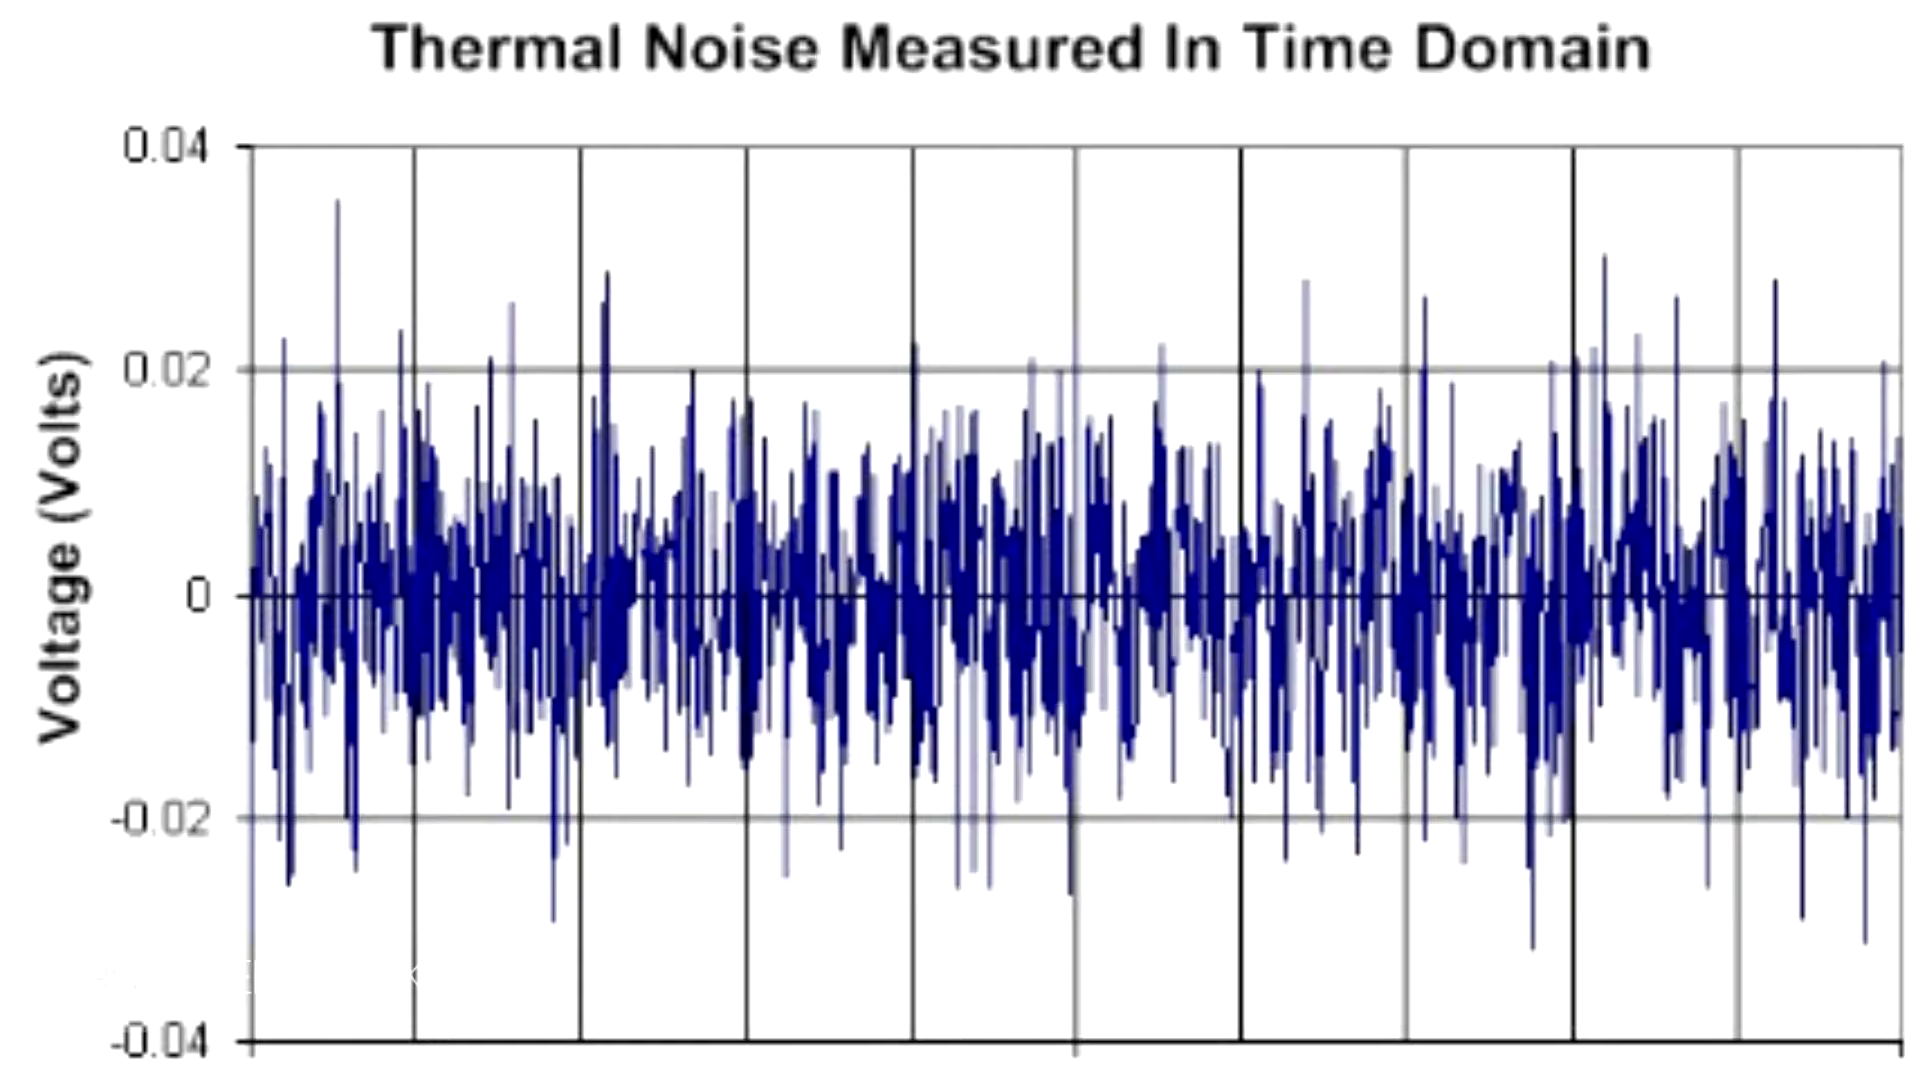 Thermal Noise Measured In Time Domain
0.04
0.02
0
-0.02
-0.04
Voltage (Volts)